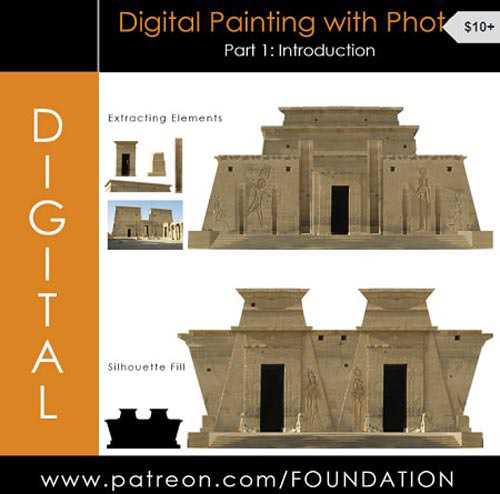 Digital Painting with Phot
$10+
Part 1: Introduction
DIGITAL
Extracting Elements
Silhouette Fill
www.patreon.com/FOUNDATION